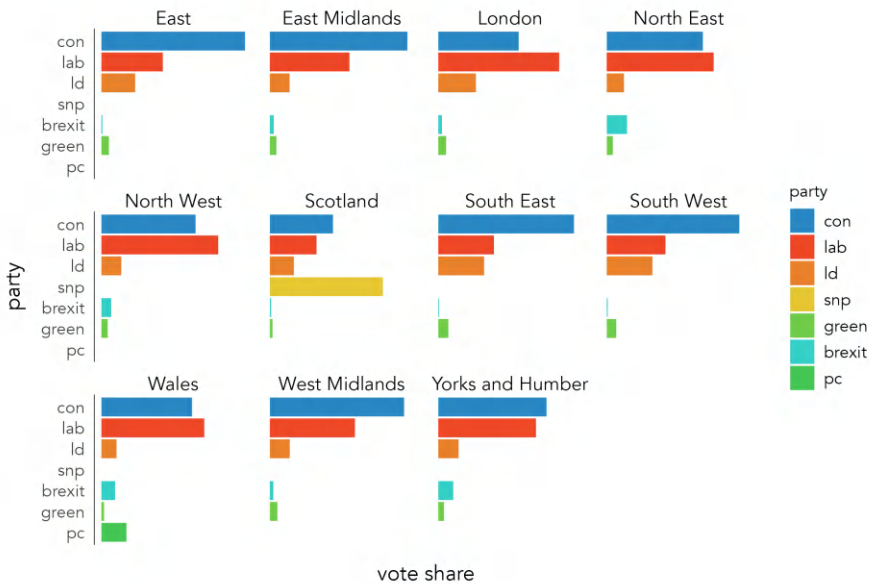 East East Midlands London North East
con
lab
ld
snp
brexit
green
pc
North West Scotland South East South West
con
lab
ld
snp
brexit
green
pc
Wales West Midlands Yorks and Humber
con
lab
ld
snp
brexit
green
pc
party
vote share
party
con
lab
ld
snp
green
brexit
pc